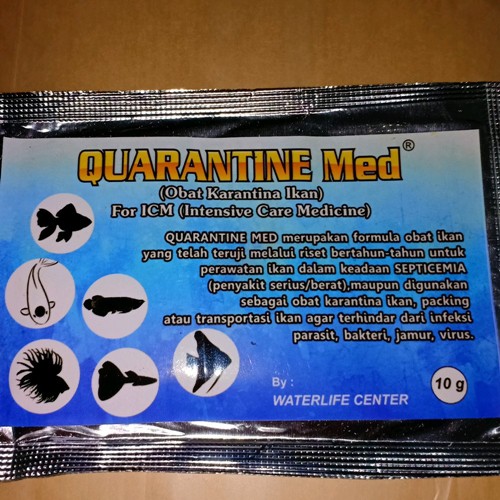 QUARANTINE Med®
(Obat Karantina Ikan)
For ICM (Intensive Care Medicine)
QUARANTINE MED merupakan formula obat ikan
yang telah teruji melalui riset bertahun-tahun untuk
perawatan ikan dalam keadaan SEPTICEMIA
(penyakit serius/berat),maupun digunakan
sebagai obat karantina ikan, packing
atau transportasi ikan agar terhindar dari infeksi
parasit, bakteri, jamur, virus.
By :
WATERLIFE CENTER
10 g